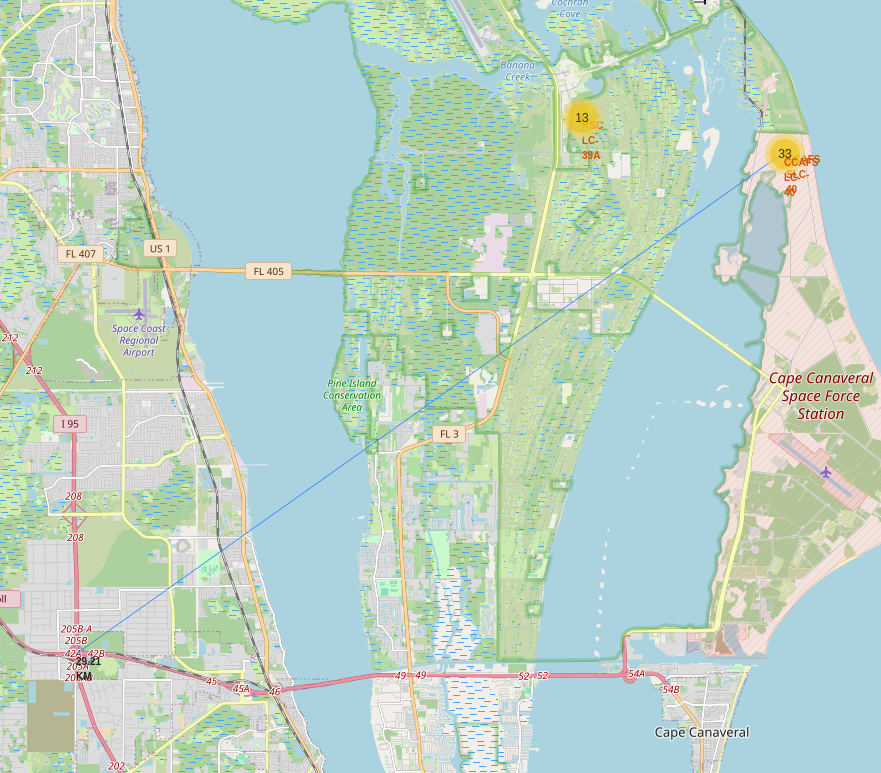 Cochran
Cove
Banana
Creek
13
LC-
39A
33
CCAFS
LC-
40
SLC-
40
FL 407
US 1
FL 405
Space Coast
Regional
Airport
212
212
Pine Island
Conservation
Area
Cape Canaveral
Space Force
Station
I 95
FL 3
208
208
205B-A
205B
42A
42B
29.21
KM
45
45A
46
49
49
52
52
54A
54B
202
Cape Canaveral